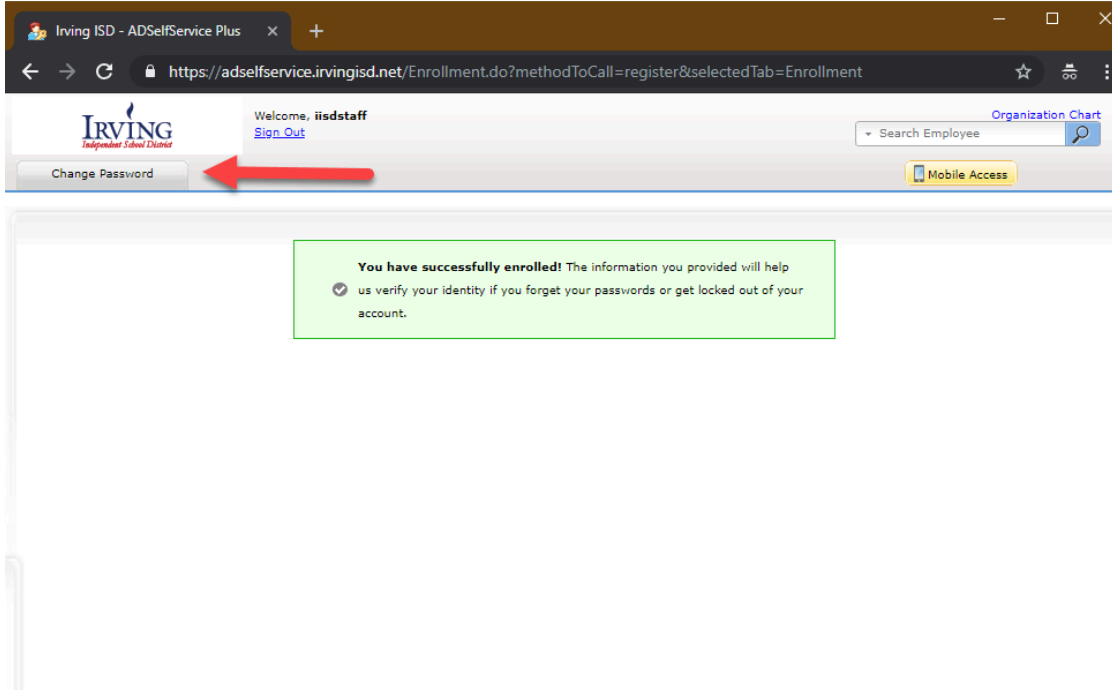 Irving ISD - ADSelfService Plus
https://adselfservice.irvingisd.net/Enrollment.do?methodToCall=register&selectedTab=Enrollment
IRVING
Independent School District
Welcome, iisdstaff
Sign Out
Organization Chart
Search Employee
Change Password
Mobile Access
You have successfully enrolled! The information you provided will help
us verify your identity if you forget your passwords or get locked out of your
account.